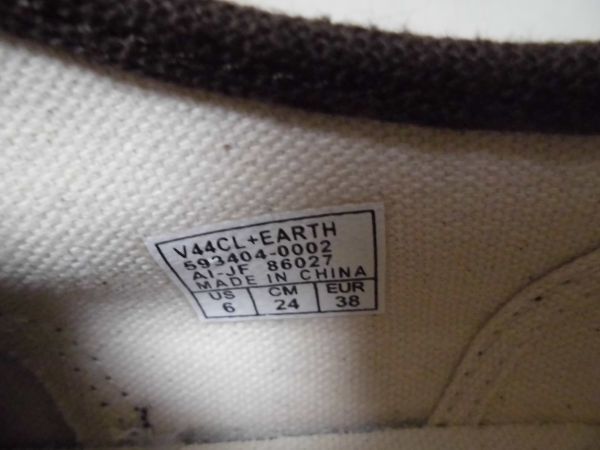 V44CL+EARTH
593404-0002
AI-JF 86027
MADE IN CHINA
US CM EUR
6 24 38